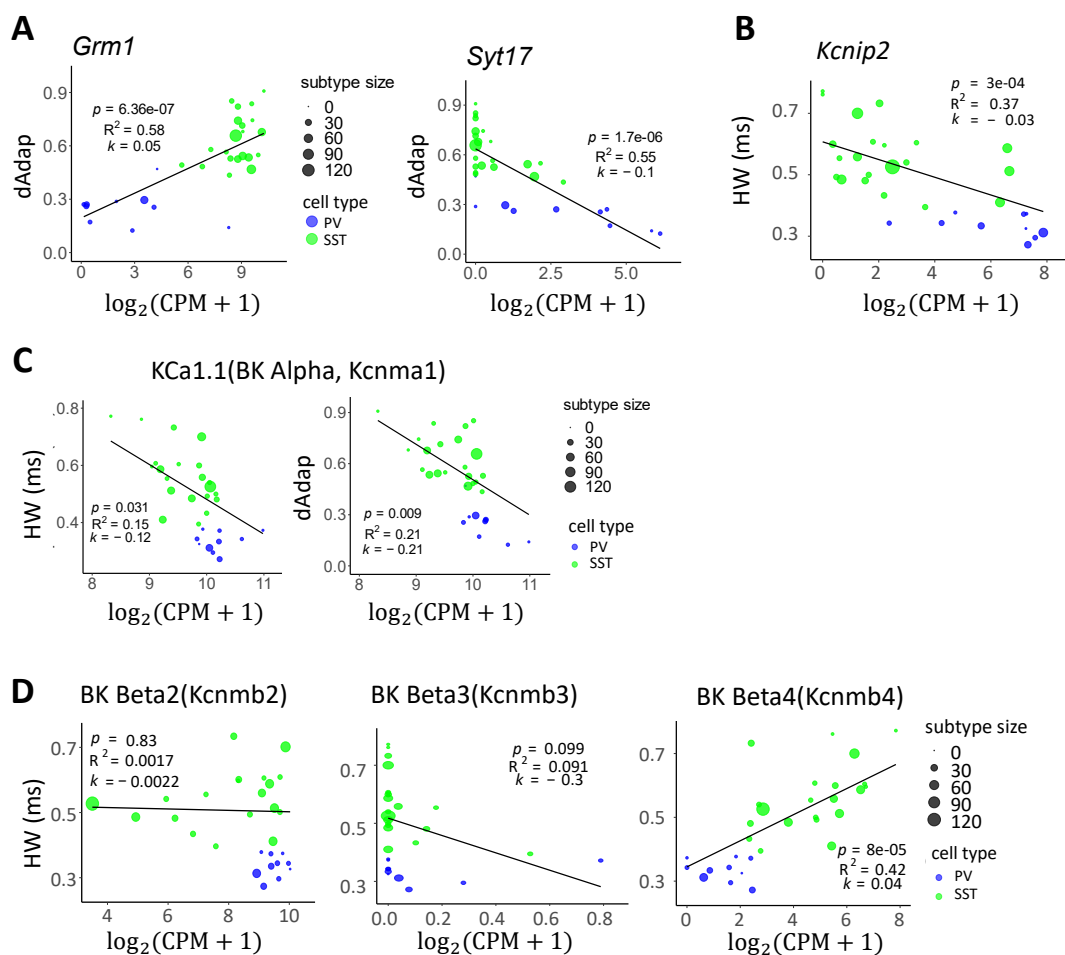 A
Grm1
dAdap
0.9
0.6
0.3
0.0
p = 6.36e-07
R² = 0.58
k = 0.05
0
3
6
9
log₂(CPM + 1)
subtype size
0
30
60
90
120
cell type
PV
SST
Syt17
dAdap
0.9
0.6
0.3
0.0
p = 1.7e-06
R² = 0.55
k = − 0.1
0.0
2.5
5.0
log₂(CPM + 1)
B
Kcnip2
HW (ms)
0.7
0.5
0.3
p = 3e-04
R² = 0.37
k = − 0.03
0
2
4
6
8
log₂(CPM + 1)
C
KCa1.1(BK Alpha, Kcnma1)
HW (ms)
0.8
0.6
0.4
p = 0.031
R² = 0.15
k = − 0.12
8
9
10
11
log₂(CPM + 1)
dAdap
0.9
0.6
0.3
0.0
p = 0.009
R² = 0.21
k = − 0.21
8
9
10
11
log₂(CPM + 1)
subtype size
0
30
60
90
120
cell type
PV
SST
D
BK Beta2(Kcnmb2)
HW (ms)
0.7
0.5
0.3
p = 0.83
R² = 0.0017
k = − 0.0022
4
6
8
10
log₂(CPM + 1)
BK Beta3(Kcnmb3)
0.7
0.5
0.3
p = 0.099
R² = 0.091
k = − 0.3
0.0
0.2
0.4
0.6
0.8
log₂(CPM + 1)
BK Beta4(Kcnmb4)
0.7
0.5
0.3
p = 8e-05
R² = 0.42
k = 0.04
0
2
4
6
8
log₂(CPM + 1)
subtype size
0
30
60
90
120
cell type
PV
SST